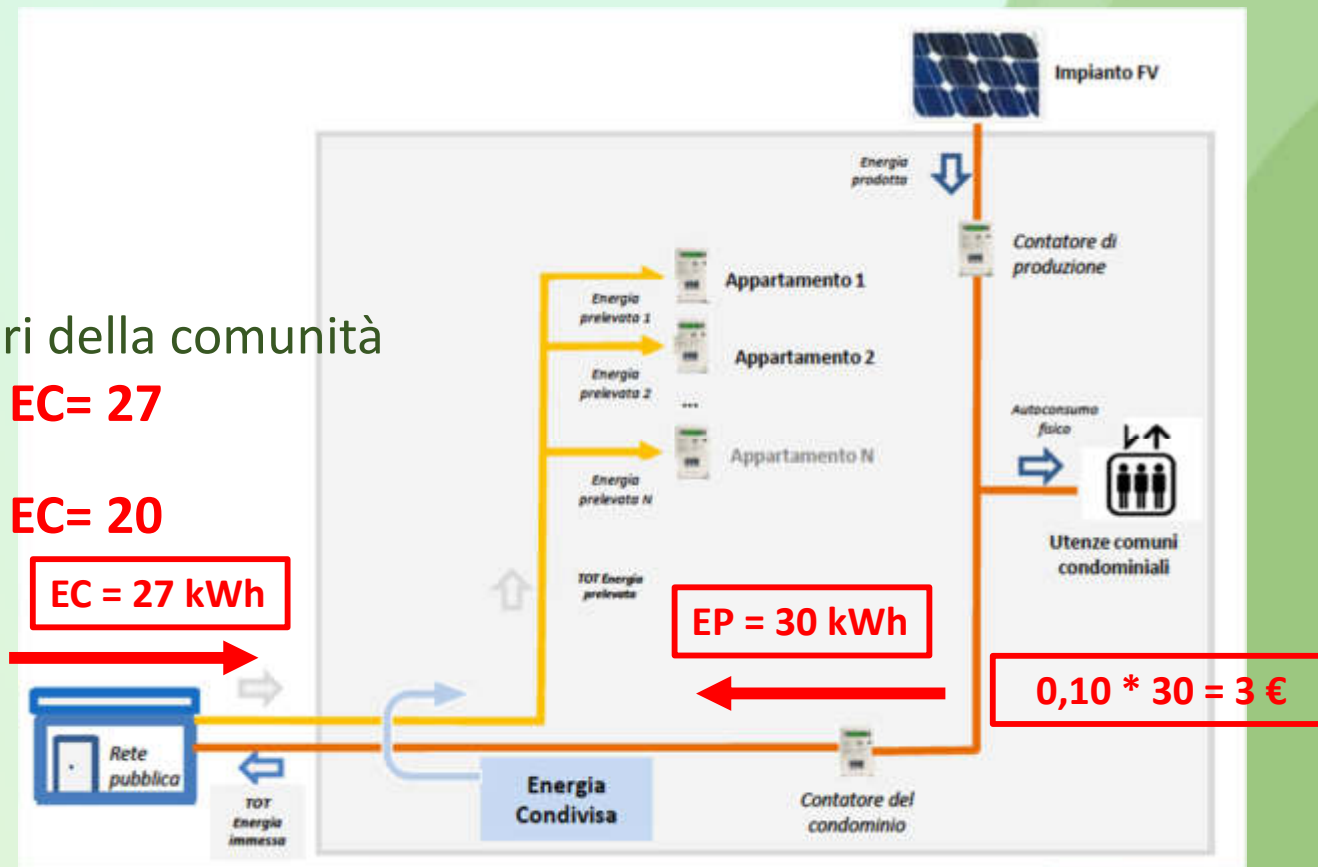 Impianto FV
Energia
prodotta
Contatore di
produzione
Appartamento 1
Energia
prelevata 1
Appartamento 2
Energia
prelevata 2
...
Appartamento N
Energia
prelevata N
Autoconsumo
fisico
Utenze comuni
condominiali
ri della comunità
EC= 27
EC= 20
EC = 27 kWh
TOT Energia
prelevata
EP = 30 kWh
0,10 * 30 = 3 €
Rete
pubblica
TOT
Energia
immessa
Energia
Condivisa
Contatore del
condominio